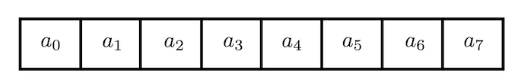 a₀ a₁ a₂ a₃ a₄ a₅ a₆ a₇